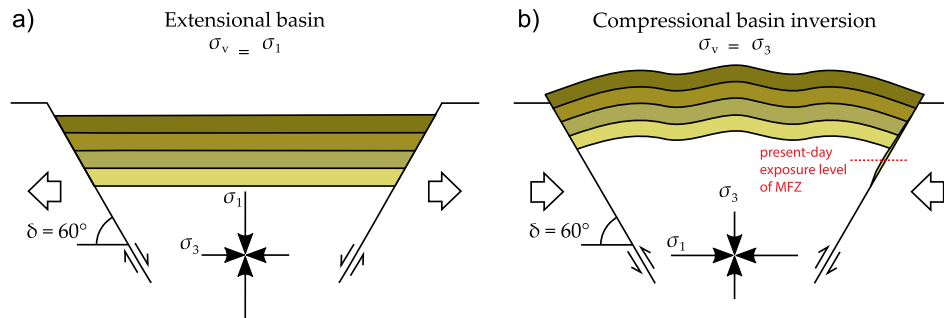 a)
Extensional basin
σv = σ1
σ1
σ3
δ = 60°
b)
Compressional basin inversion
σv = σ3
present-day
exposure level
of MFZ
σ3
σ1
δ = 60°